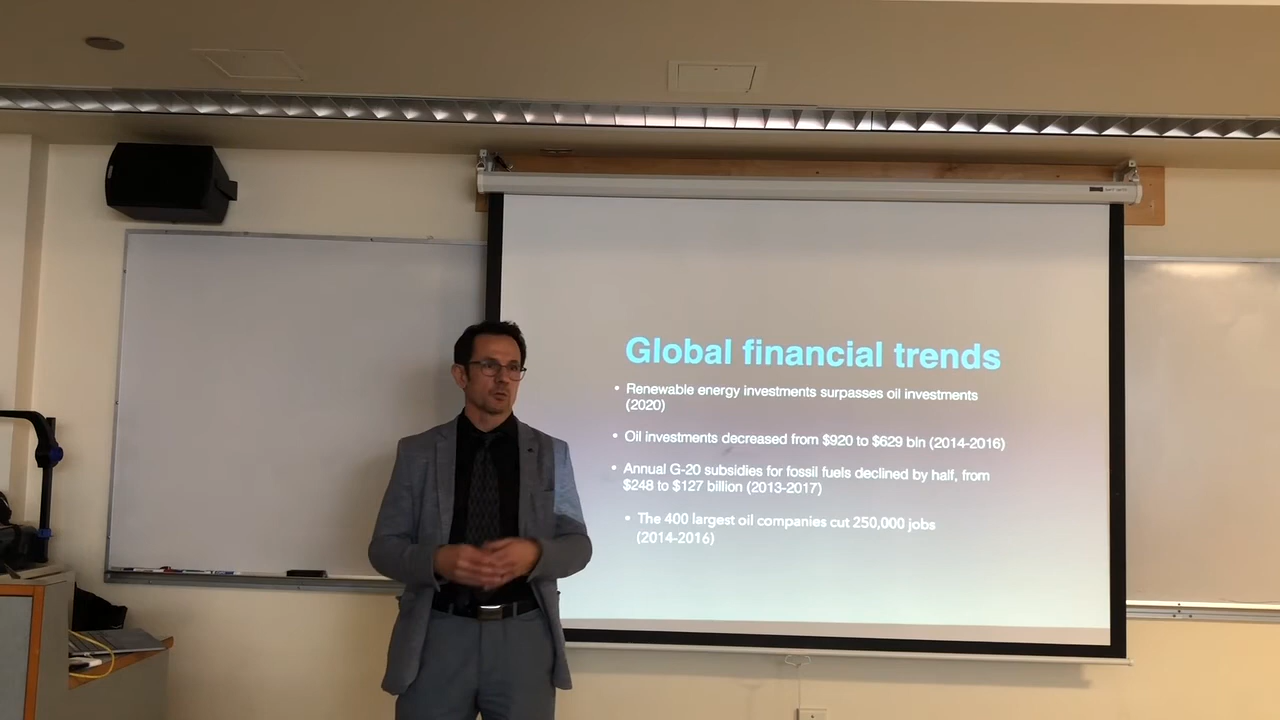 Global financial trends
• Renewable energy investments surpasses oil investments
(2020)
• Oil investments decreased from $920 to $629 bln (2014-2016)
• Annual G-20 subsidies for fossil fuels declined by half, from
$248 to $127 billion (2013-2017)
• The 400 largest oil companies cut 250,000 jobs
(2014-2016)